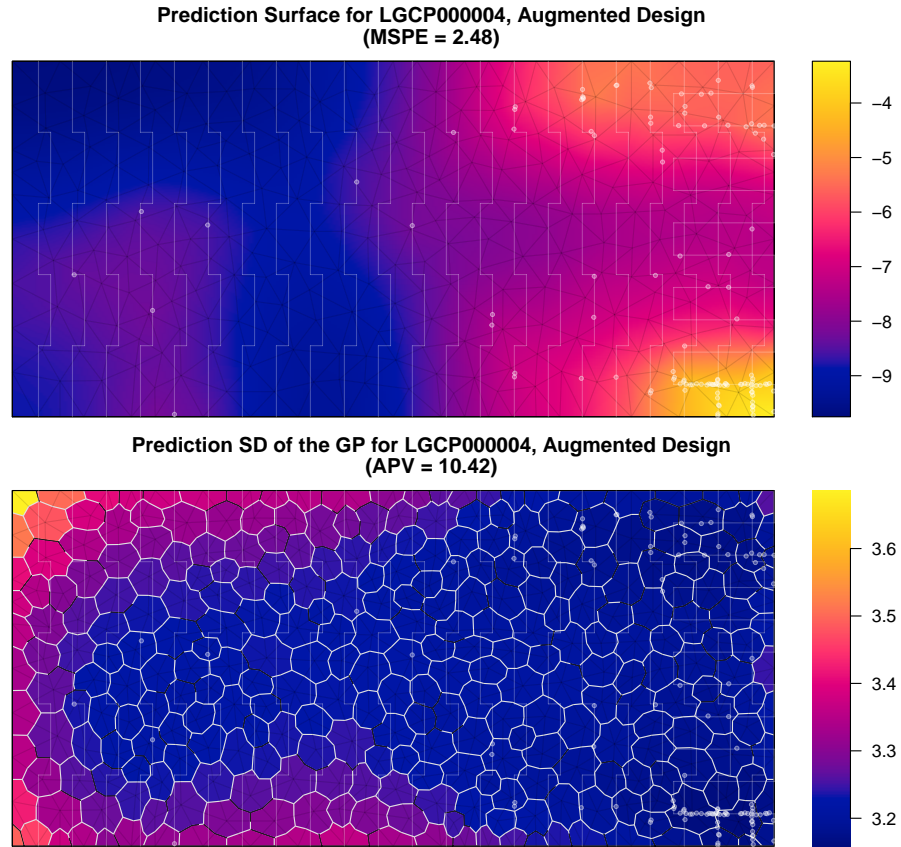 Prediction Surface for LGCP000004, Augmented Design
(MSPE = 2.48)
−4
−5
−6
−7
−8
−9
Prediction SD of the GP for LGCP000004, Augmented Design
(APV = 10.42)
3.6
3.5
3.4
3.3
3.2